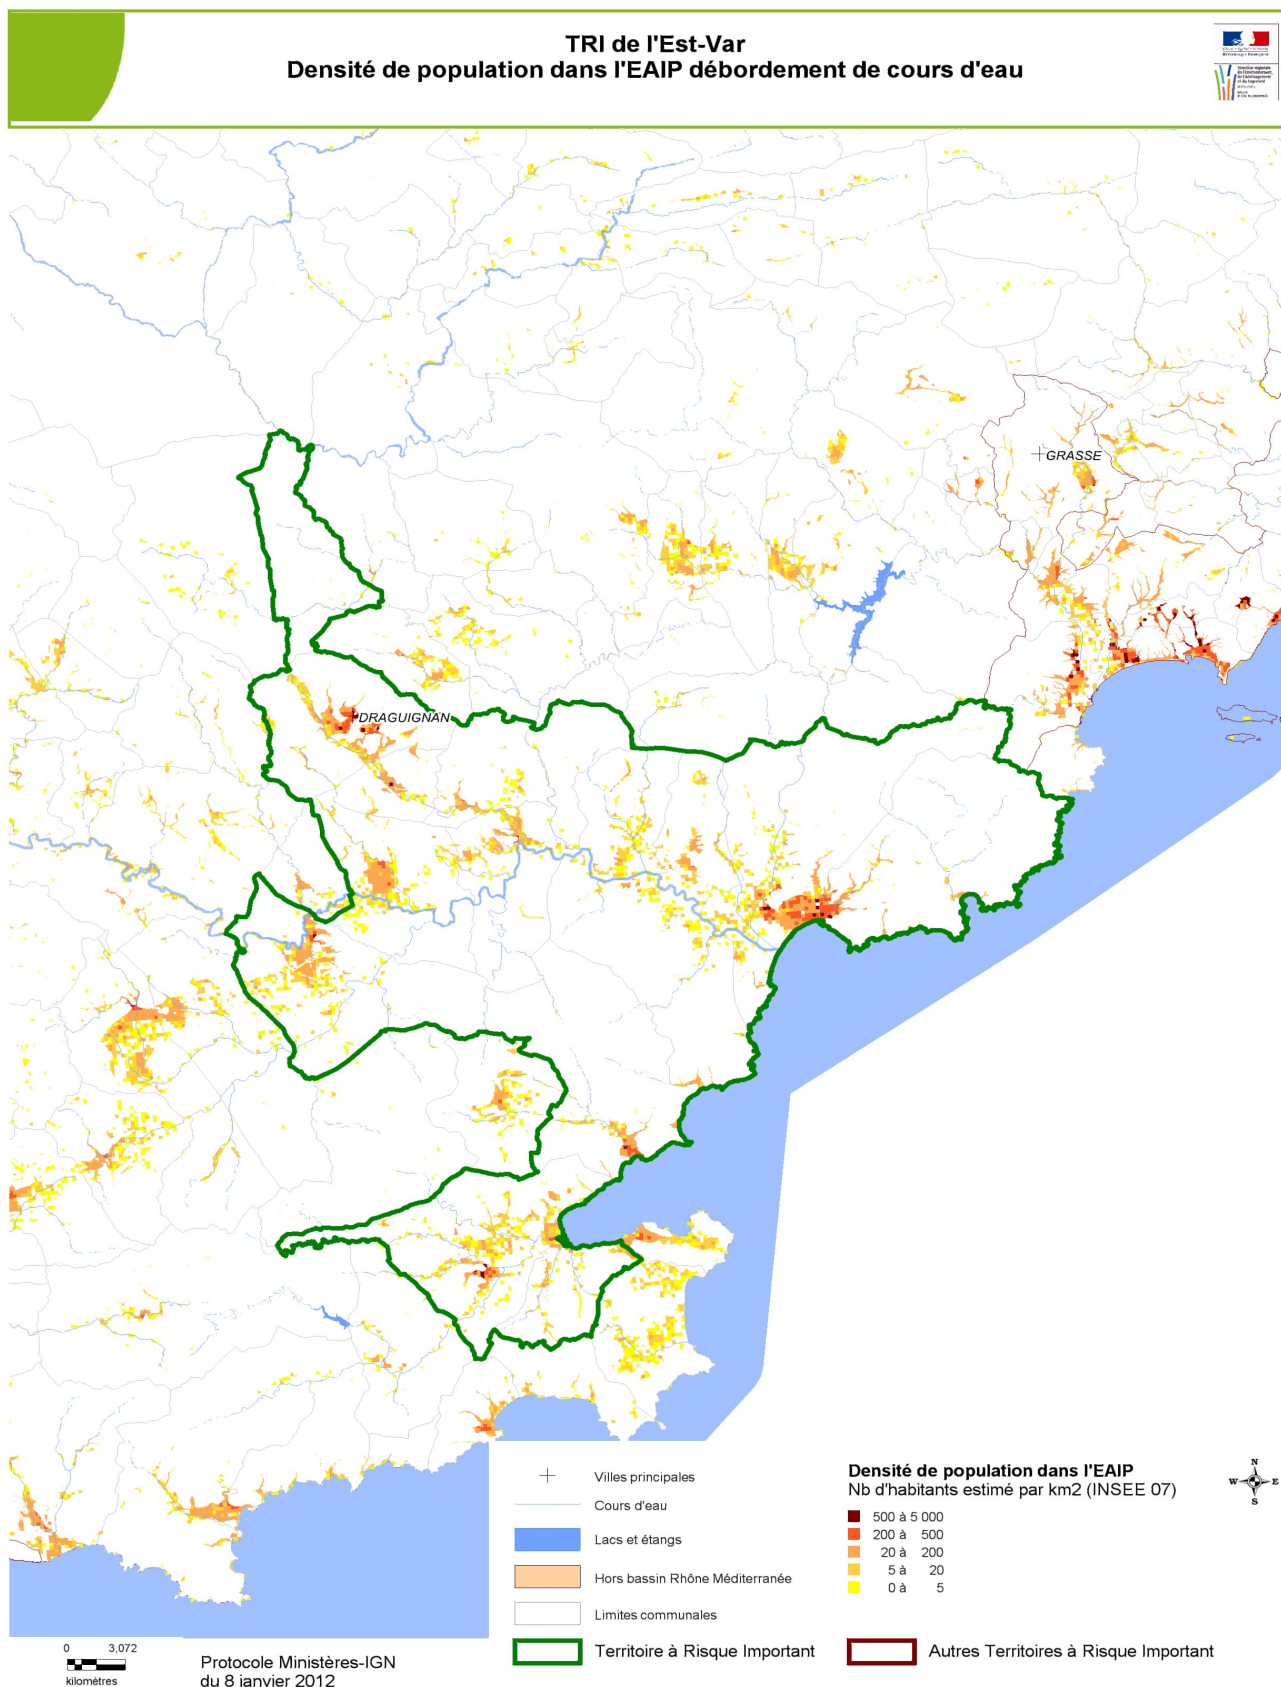 TRI de l'Est-Var
Densité de population dans l'EAIP débordement de cours d'eau
GRASSE
DRAGUIGNAN
Villes principales
Cours d'eau
Lacs et étangs
Hors bassin Rhône Méditerranée
Limites communales
Territoire à Risque Important
Densité de population dans l'EAIP
Nb d'habitants estimé par km2 (INSEE 07)
500 à 5 000
200 à 500
20 à 200
5 à 20
0 à 5
Autres Territoires à Risque Important
N
W E
S
0 3,072
kilomètres
Protocole Ministères-IGN
du 8 janvier 2012